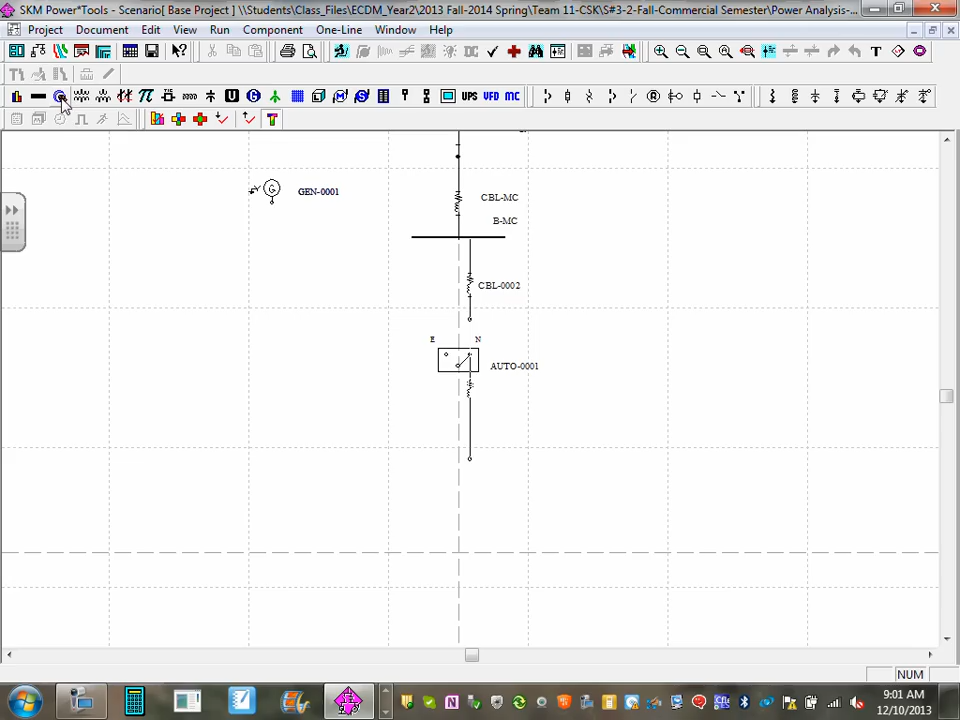 SKM Power*Tools - Scenario[ Base Project ] \\Students\Class_Files\ECDM_Year2\2013 Fall-2014 Spring\Team 11-CSK\S#3-2-Fall-Commercial Semester\Power Analysis-...
Project Document Edit View Run Component One-Line Window Help
DC T
UPS VFD MC
G GEN-0001
CBL-MC
B-MC
CBL-0002
E N
AUTO-0001
NUM
9:01 AM
12/10/2013